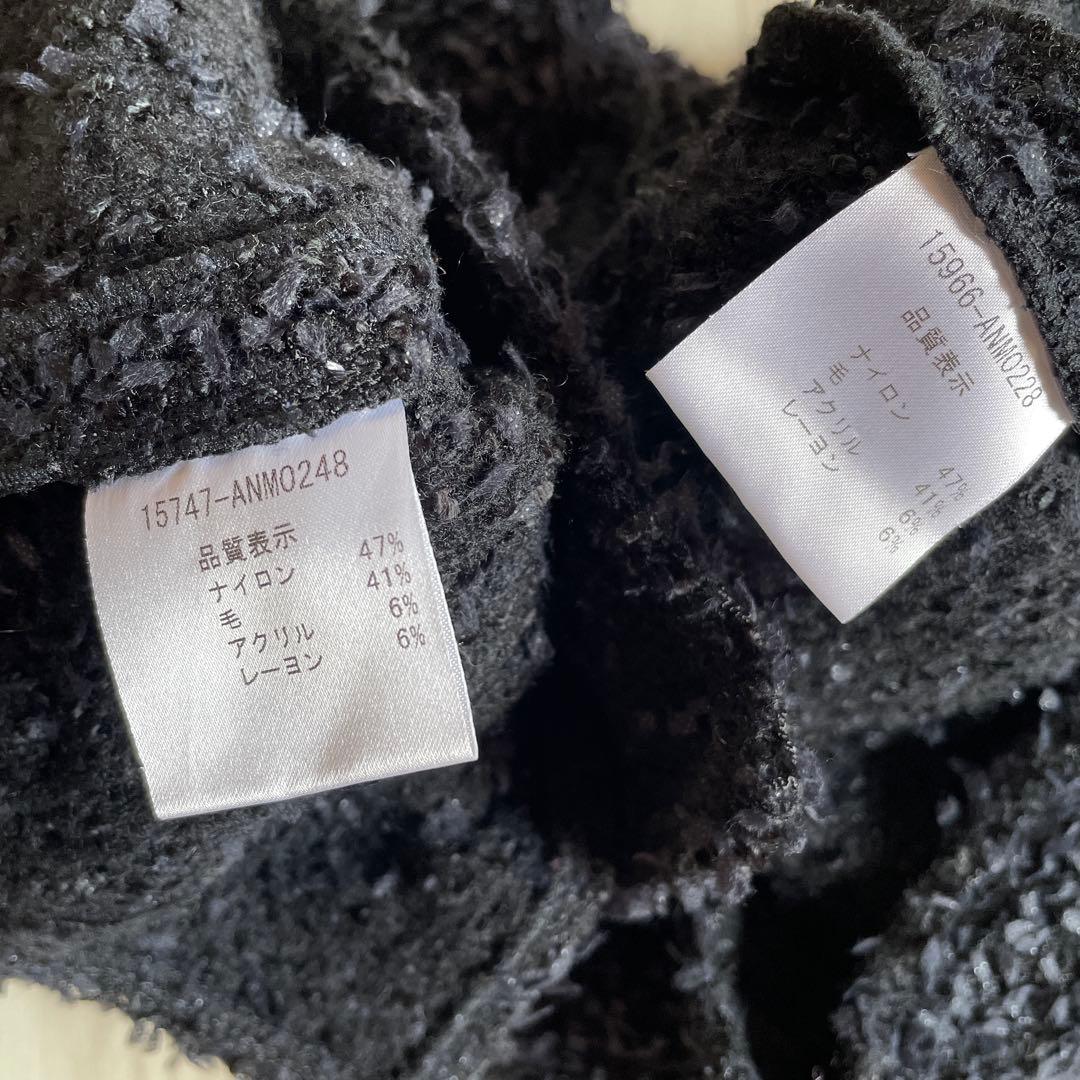 15747-ANM0248
品質表示
ナイロン 47%
毛 41%
アクリル 6%
レーヨン 6%
15966-ANM0228
品質表示
ナイロン 47%
毛 41%
アクリル 6%
レーヨン 6%